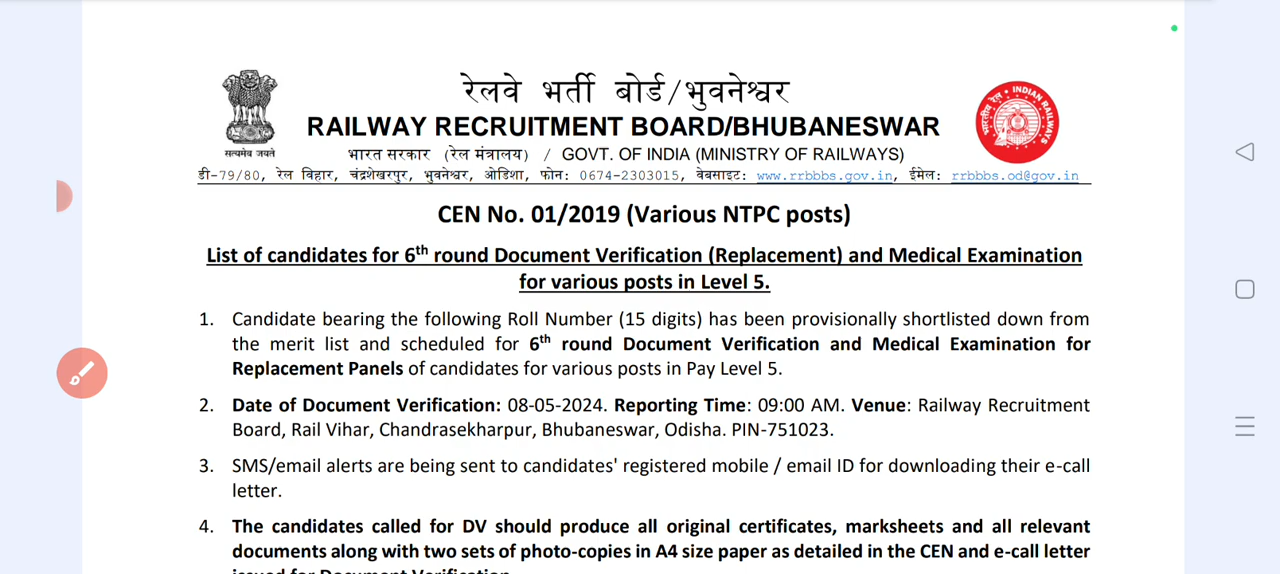 रेलवे भर्ती बोर्ड/भुवनेश्वर
RAILWAY RECRUITMENT BOARD/BHUBANESWAR
सत्यमेव जयते
भारत सरकार (रेल मंत्रालय) / GOVT. OF INDIA (MINISTRY OF RAILWAYS)
भारतीय रेल • INDIAN RAILWAYS
डी-79/80, रेल विहार, चंद्रशेखरपुर, भुवनेश्वर, ओडिशा, फोन: 0674-2303015, वेबसाइट: www.rrbbbs.gov.in, ईमेल: rrbbbs.od@gov.in
CEN No. 01/2019 (Various NTPC posts)
List of candidates for 6th round Document Verification (Replacement) and Medical Examination
for various posts in Level 5.
1. Candidate bearing the following Roll Number (15 digits) has been provisionally shortlisted down from
the merit list and scheduled for 6th round Document Verification and Medical Examination for
Replacement Panels of candidates for various posts in Pay Level 5.
2. Date of Document Verification: 08-05-2024. Reporting Time: 09:00 AM. Venue: Railway Recruitment
Board, Rail Vihar, Chandrasekharpur, Bhubaneswar, Odisha. PIN-751023.
3. SMS/email alerts are being sent to candidates' registered mobile / email ID for downloading their e-call
letter.
4. The candidates called for DV should produce all original certificates, marksheets and all relevant
documents along with two sets of photo-copies in A4 size paper as detailed in the CEN and e-call letter
issued for Document Verification